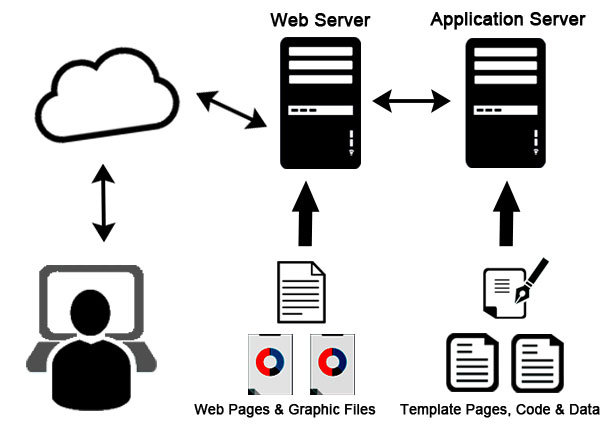 Web Server
Application Server
Web Pages & Graphic Files
Template Pages, Code & Data